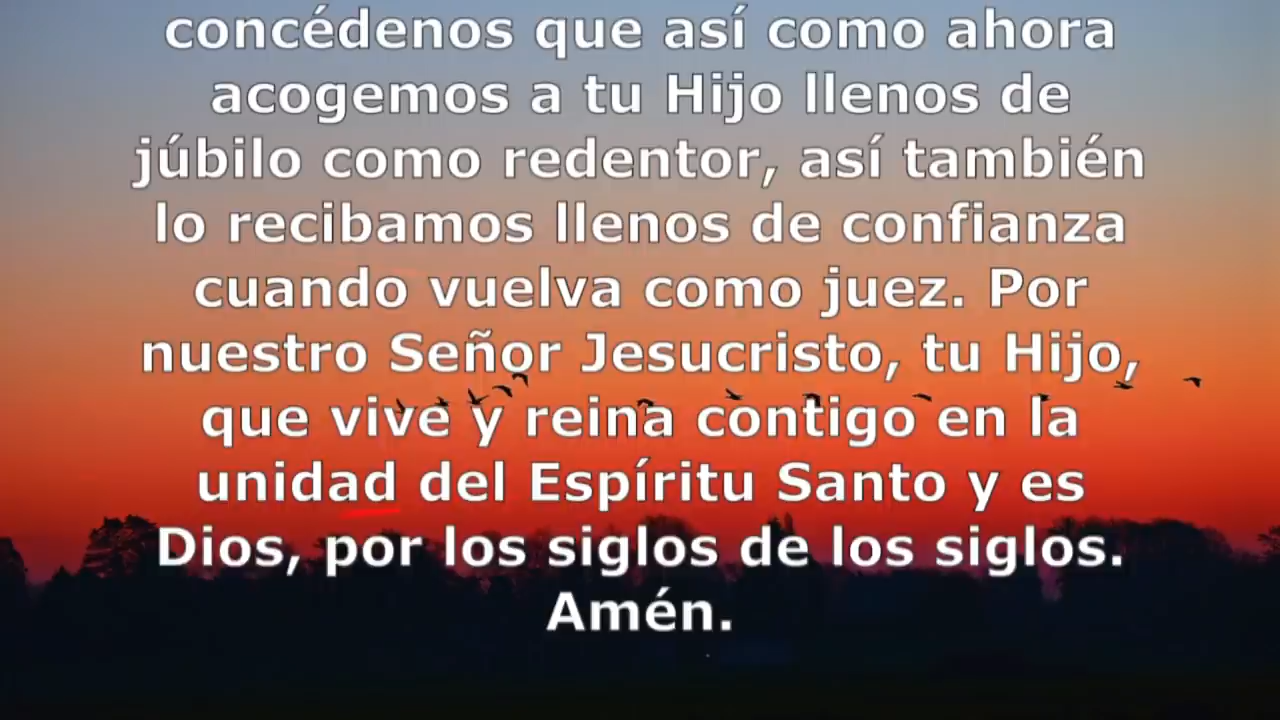 concédenos que así como ahora
acogemos a tu Hijo llenos de
júbilo como redentor, así también
lo recibamos llenos de confianza
cuando vuelva como juez. Por
nuestro Señor Jesucristo, tu Hijo,
que vive y reina contigo en la
unidad del Espíritu Santo y es
Dios, por los siglos de los siglos.
Amén.